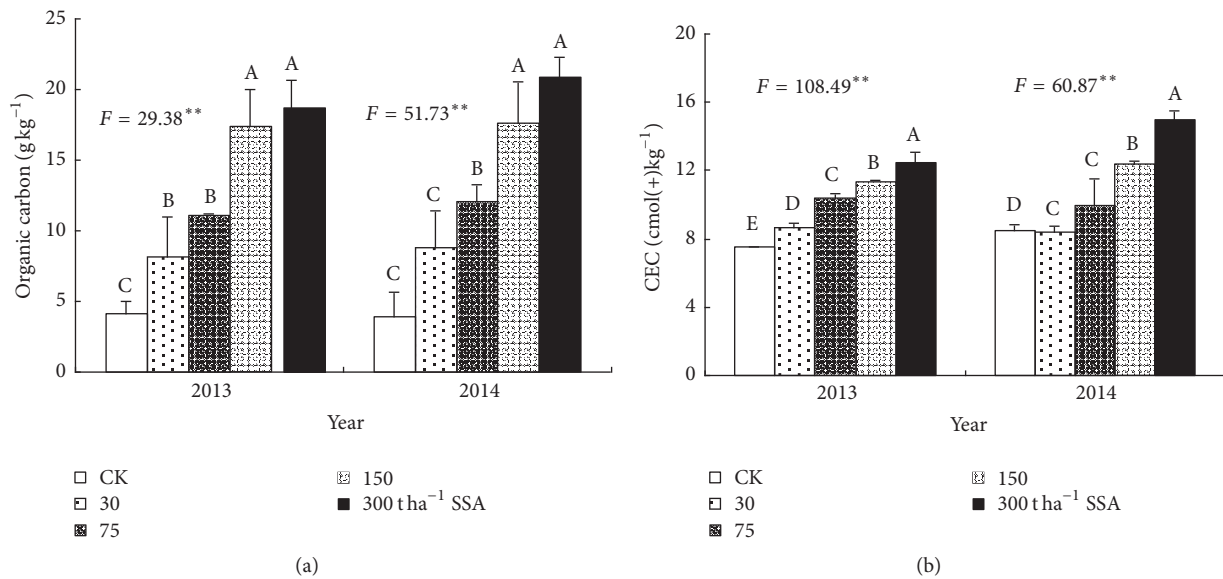 Organic carbon (g kg⁻¹)
25
20
15
10
5
0
F = 29.38**
F = 51.73**
C
B
B
A
A
C
C
B
A
A
2013
2014
Year
CK
30
75
150
300 t ha⁻¹ SSA
(a)
CEC (cmol(+)kg⁻¹)
20
16
12
8
4
0
F = 108.49**
F = 60.87**
E
D
C
B
A
D
C
C
B
A
2013
2014
Year
CK
30
75
150
300 t ha⁻¹ SSA
(b)